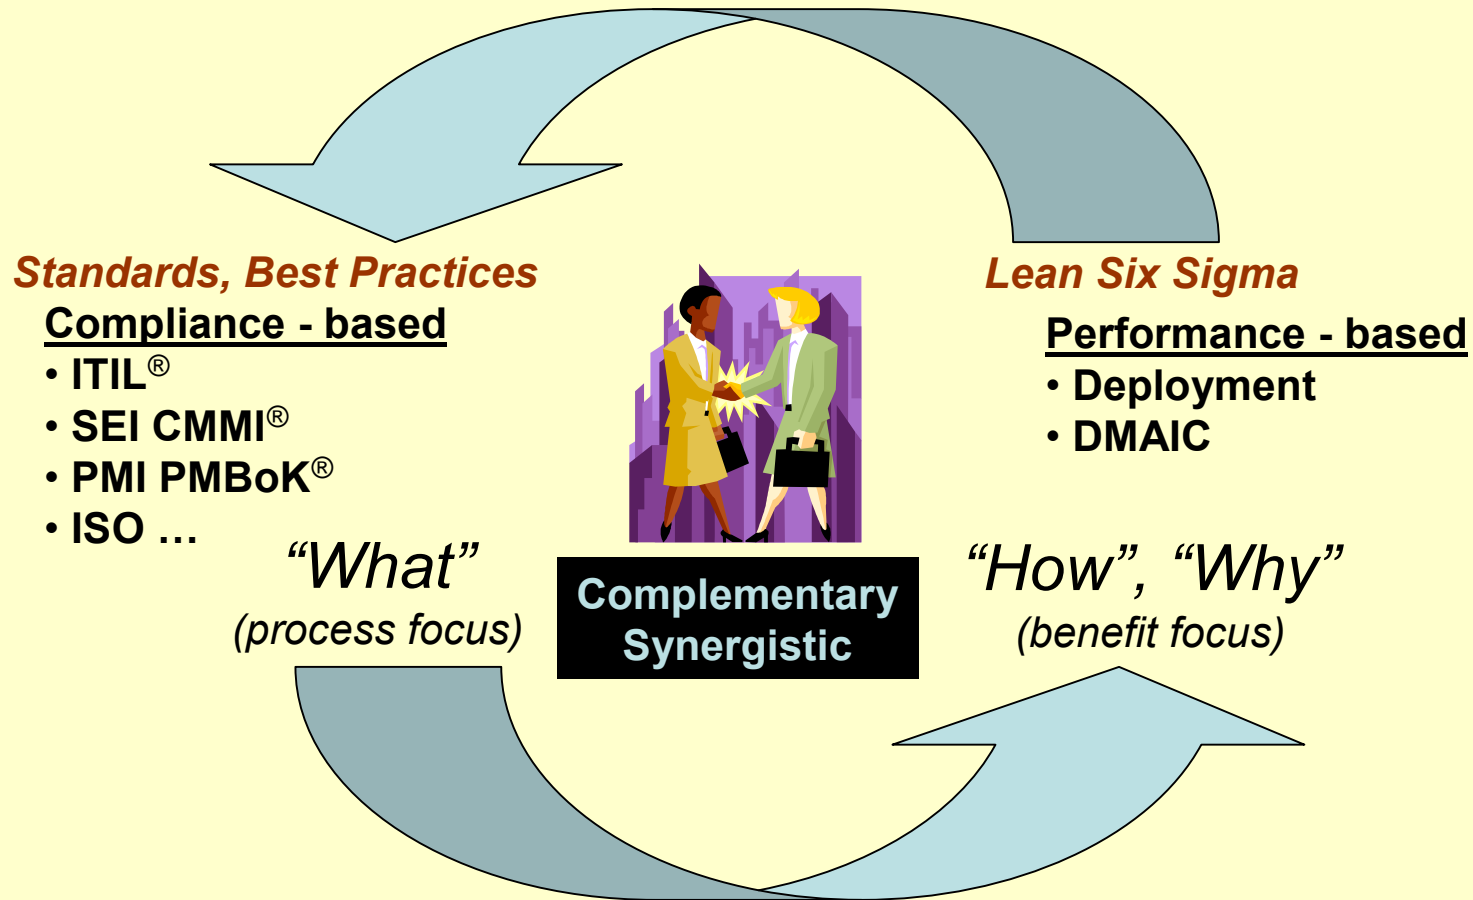 Standards, Best Practices
Compliance - based
• ITIL®
• SEI CMMI®
• PMI PMBoK®
• ISO …
“What”
(process focus)
Complementary
Synergistic
Lean Six Sigma
Performance - based
• Deployment
• DMAIC
“How”, “Why”
(benefit focus)